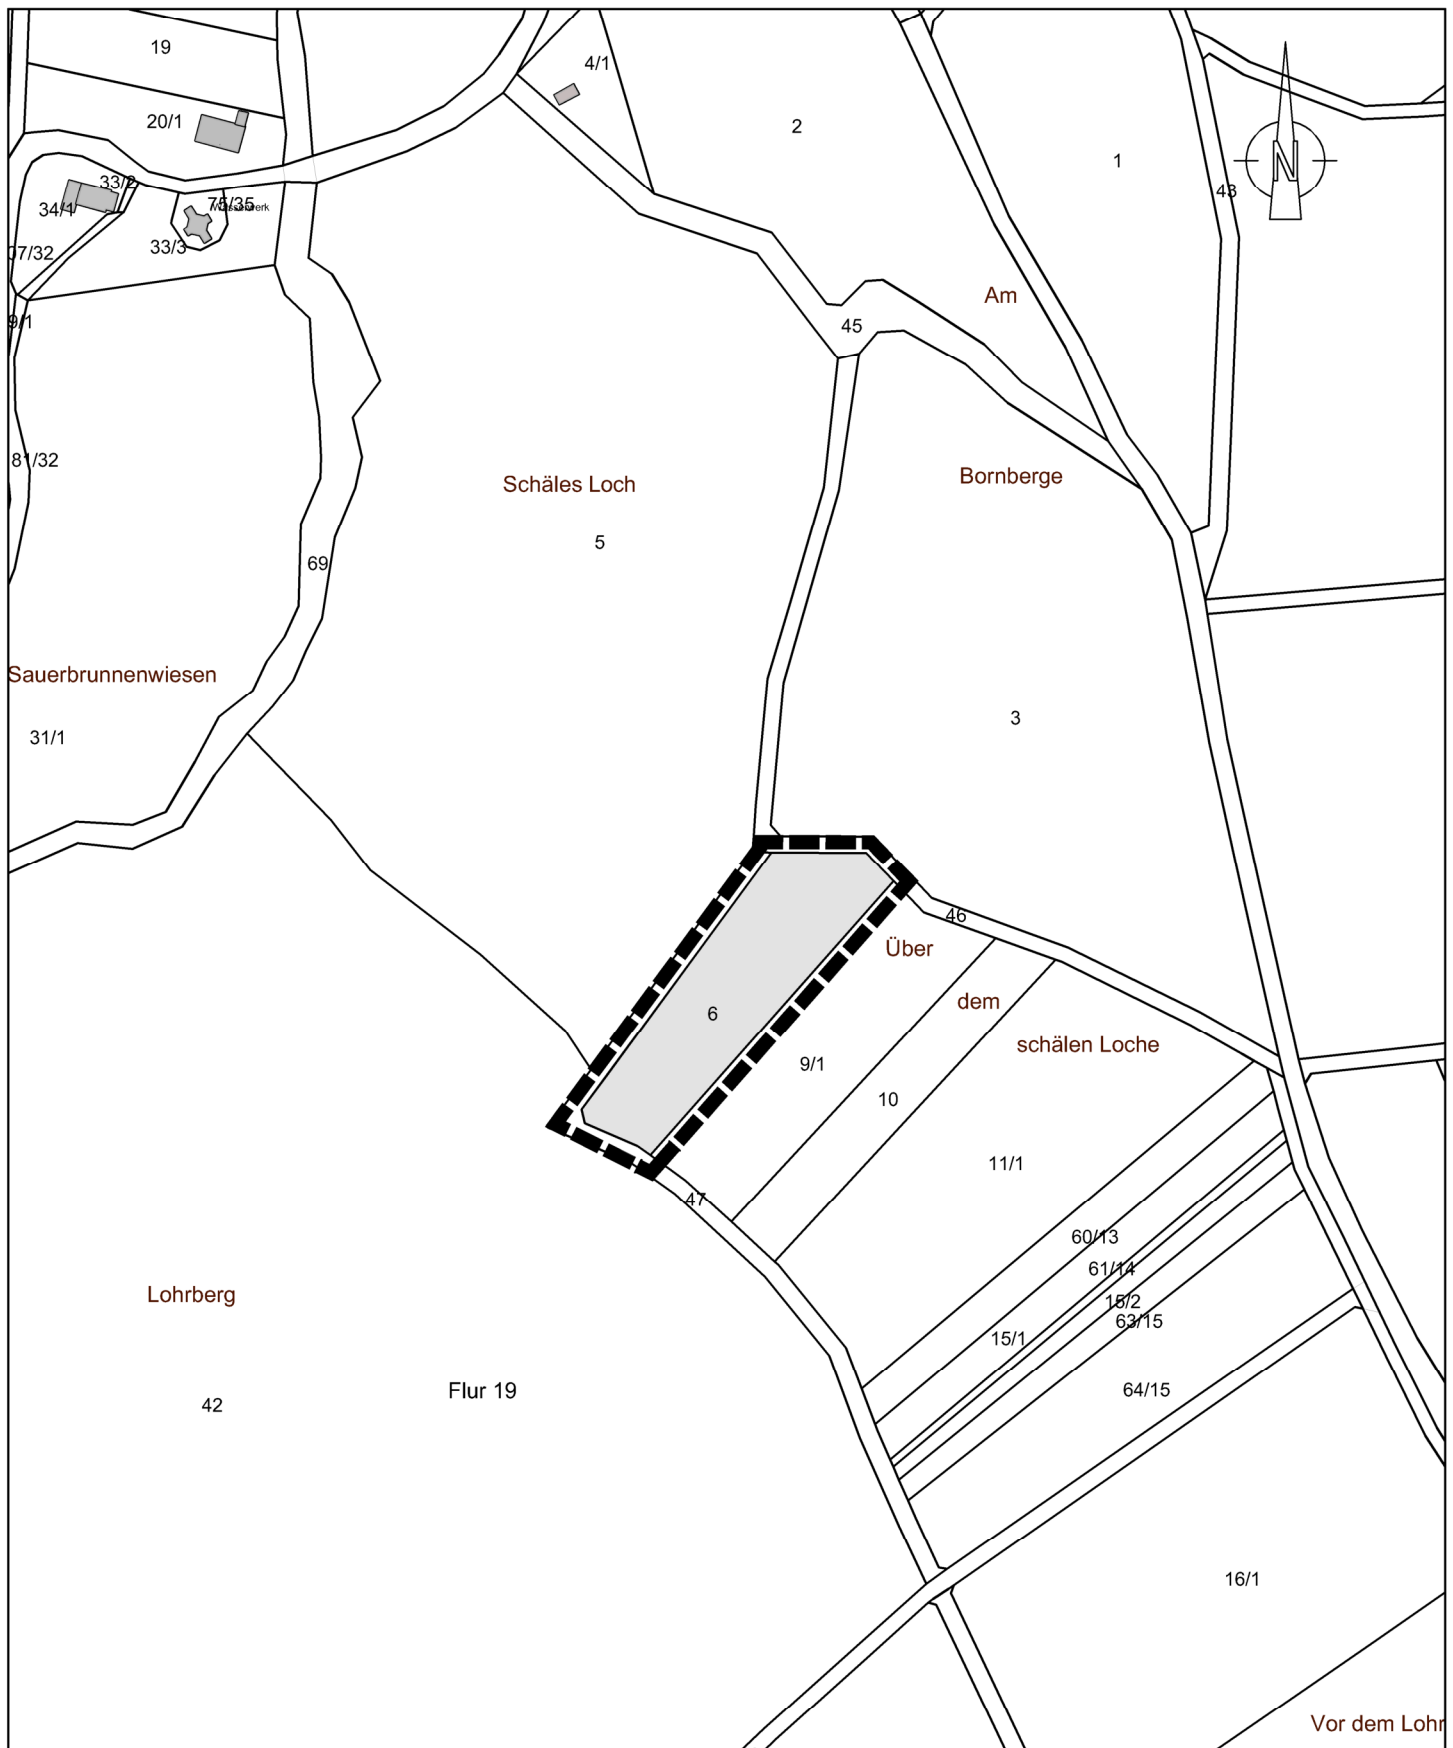 19
4/1
20/1
2
1
N
33/2
43
75/35
Wasserwerk
34/1
33/3
07/32
Am
9/1
45
81/32
Bornberge
Schäles Loch
5
69
Sauerbrunnenwiesen
3
31/1
46
Über
dem
6
schälen Loche
9/1
10
11/1
47
60/13
61/14
Lohrberg
15/2
63/15
15/1
64/15
Flur 19
42
16/1
Vor dem Lohr